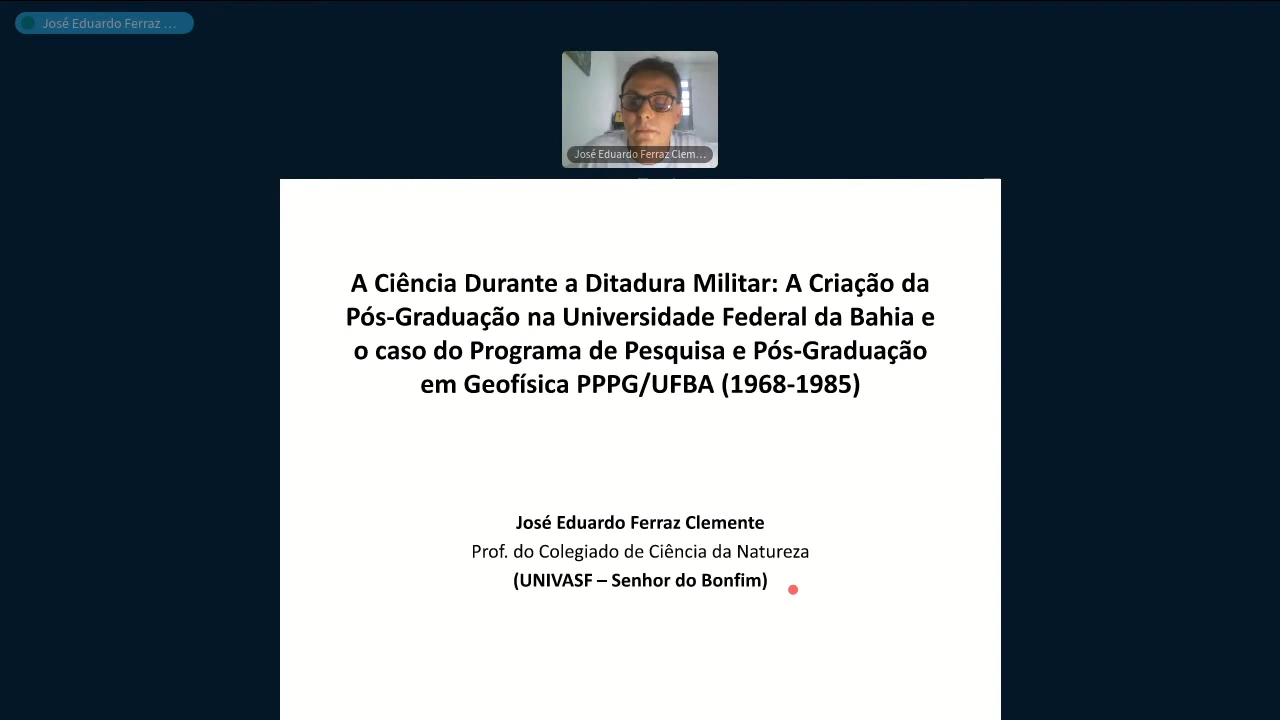 José Eduardo Ferraz ...
José Eduardo Ferraz Clem...
A Ciência Durante a Ditadura Militar: A Criação da
Pós-Graduação na Universidade Federal da Bahia e
o caso do Programa de Pesquisa e Pós-Graduação
em Geofísica PPPG/UFBA (1968-1985)
José Eduardo Ferraz Clemente
Prof. do Colegiado de Ciência da Natureza
(UNIVASF – Senhor do Bonfim)